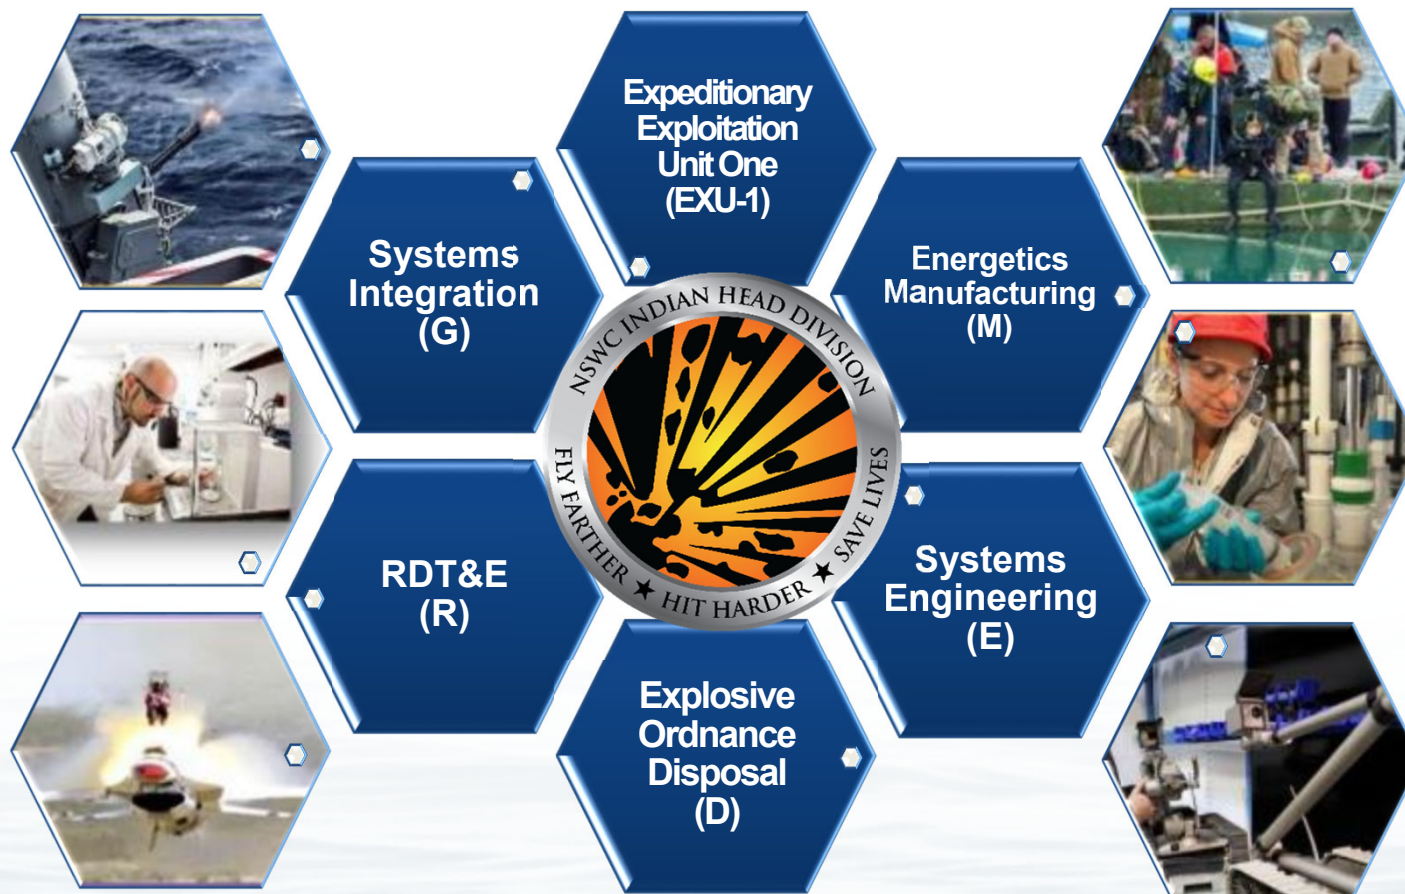 Expeditionary
Exploitation
Unit One
(EXU-1)
Systems
Integration
(G)
Energetics
Manufacturing
(M)
NSWC INDIAN HEAD DIVISION
FLY FARTHER ★ HIT HARDER ★ SAVE LIVES
RDT&E
(R)
Systems
Engineering
(E)
Explosive
Ordnance
Disposal
(D)